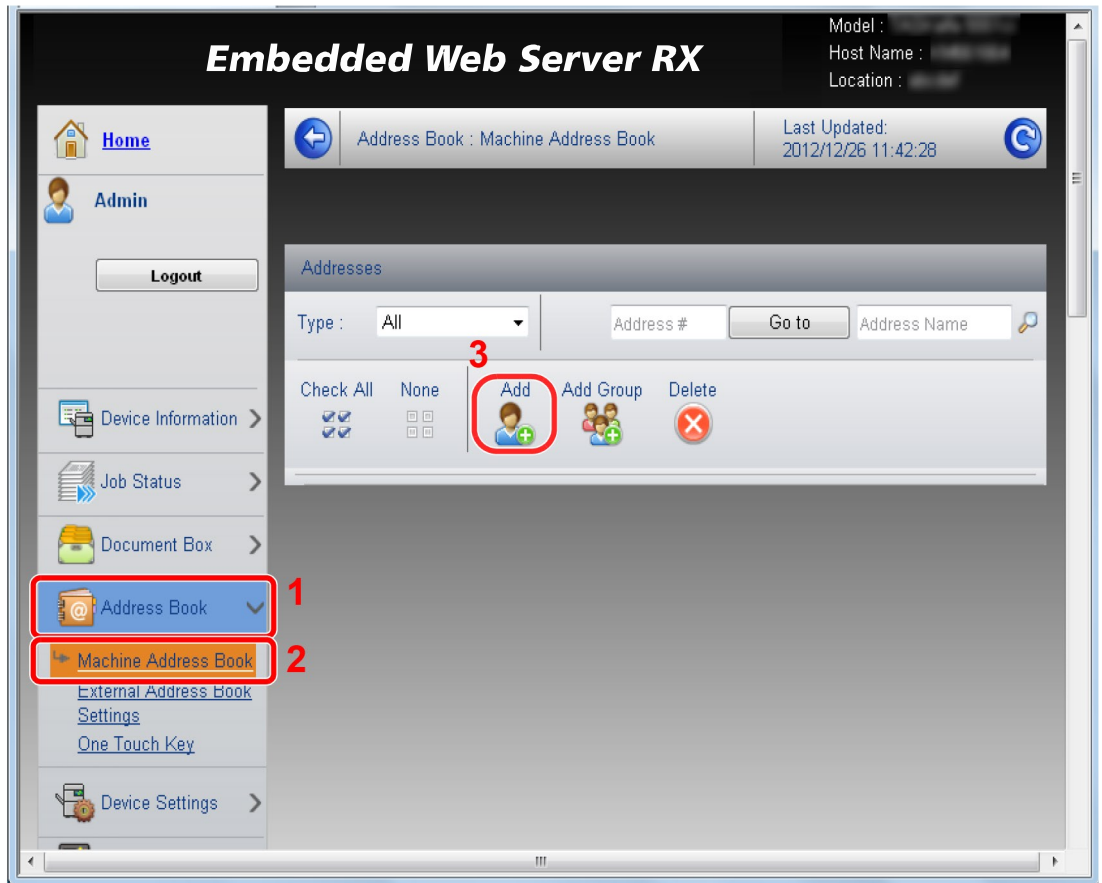 Embedded Web Server RX
Model :
Host Name :
Location :
Home
Admin
Logout
Device Information
Job Status
Document Box
Address Book
1
Machine Address Book
2
External Address Book
Settings
One Touch Key
Device Settings
Address Book : Machine Address Book
Last Updated:
2012/12/26 11:42:28
Addresses
Type :
All
Address #
Go to
Address Name
3
Check All
None
Add
Add Group
Delete